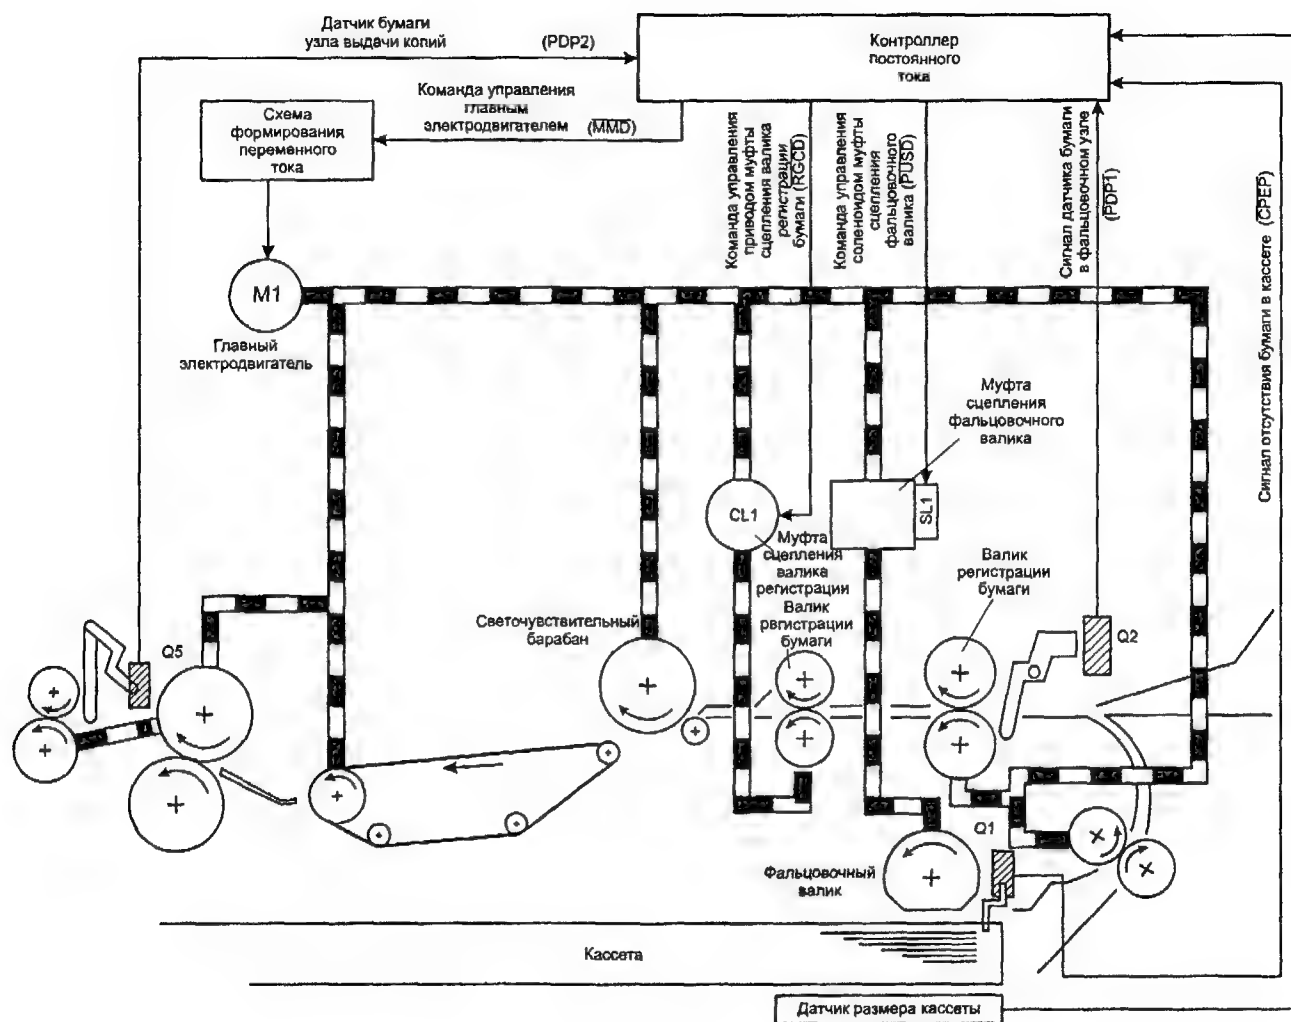 Датчик бумаги
узла выдачи копий
(PDP2)
Контроллер
постоянного
тока
Команда управления
главным
электродвигателем
(MMD)
Схема
формирования
переменного
тока
Команда управления
приводом муфты
сцепления валика
регистрации
бумаги (RGCD)
Команда управления
соленоидом муфты
сцепления
фальцовочного
валика (PUSD)
Сигнал датчика бумаги
в фальцовочном узле
(PDP1)
Сигнал отсутствия бумаги в кассете (CPEP)
M1
Главный
электродвигатель
Муфта
сцепления
фальцовочного
валика
CL1
SL1
Муфта
сцепления
валика
регистрации
Валик
регистрации
бумаги
Валик
регистрации
бумаги
Светочувствительный
барабан
Q5
Q2
Q1
Фальцовочный
валик
Кассета
Датчик размера кассеты